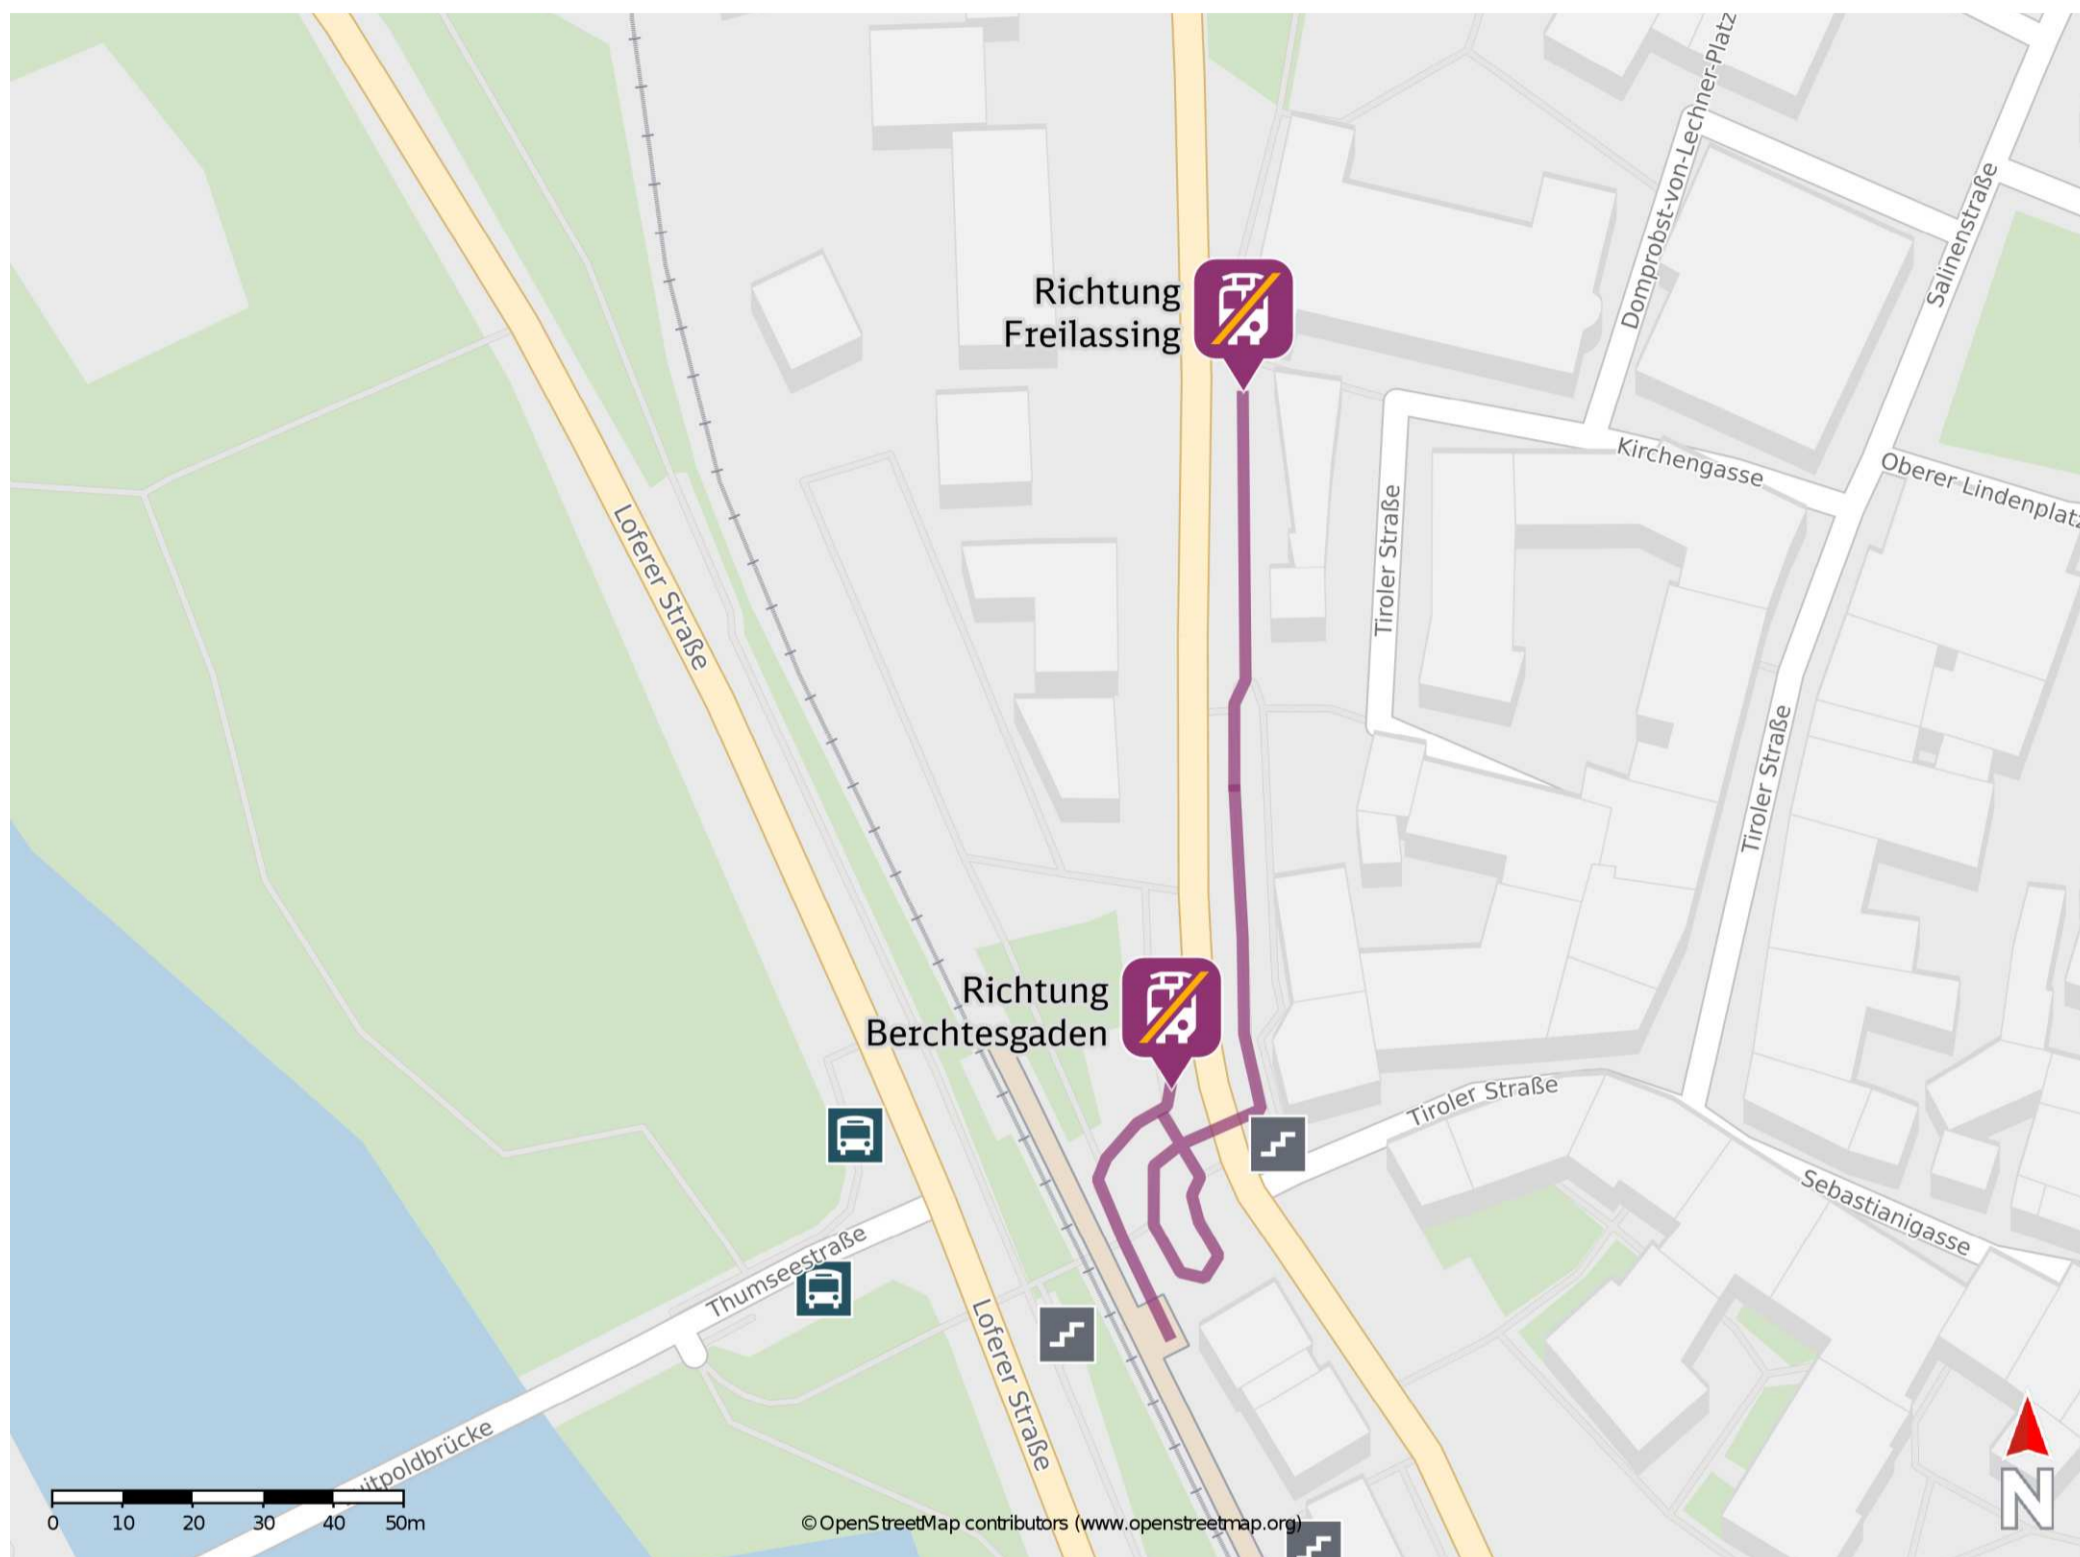 Domprobst-von-Lechner-Platz
Salinenstraße
Richtung
Freilassing
Kirchengasse
Oberer Lindenplatz
Loferer Straße
Tiroler Straße
Tiroler Straße
Richtung
Berchtesgaden
Tiroler Straße
Sebastianigasse
Thumseestraße
Loferer Straße
uitpoldbrücke
0 10 20 30 40 50m
© OpenStreetMap contributors (www.openstreetmap.org)
N